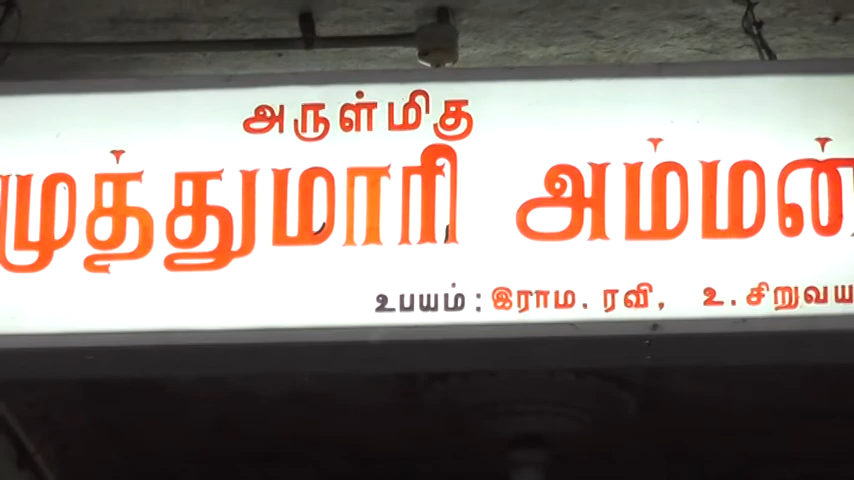 அருள்மிகு
முத்துமாரி அம்மன்
உபயம்: இராம. ரவி, உ. சிறுவய